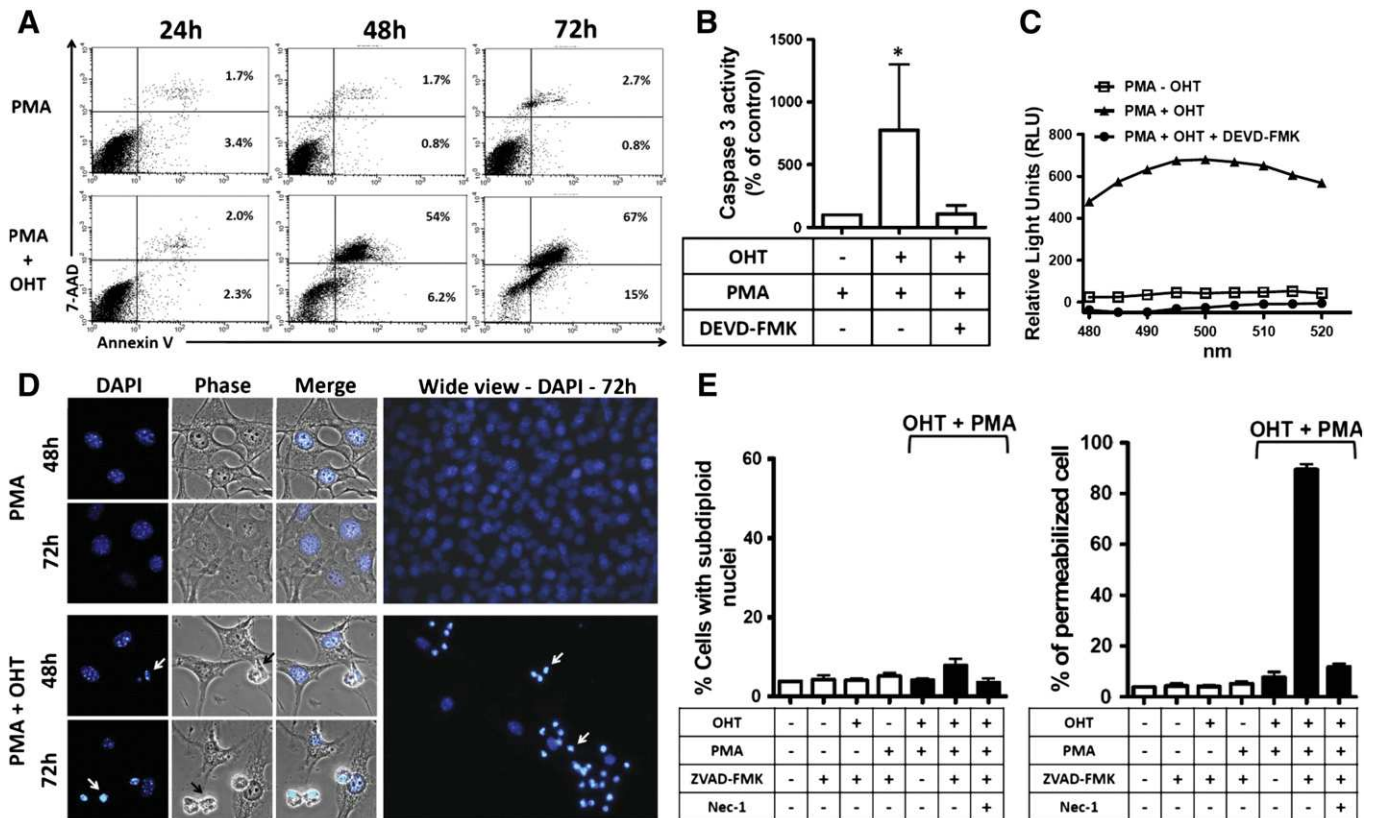 A
24h 48h 72h
PMA
1.7% 1.7% 2.7%
3.4% 0.8% 0.8%
PMA
+
OHT
2.0% 54% 67%
2.3% 6.2% 15%
7-AAD
Annexin V
B
Caspase 3 activity
(% of control)
1500
1000
500
0
*
OHT - + +
PMA + + +
DEVD-FMK - - +
C
PMA - OHT
PMA + OHT
PMA + OHT + DEVD-FMK
Relative Light Units (RLU)
800
600
400
200
0
480 490 500 510 520
nm
D
DAPI Phase Merge Wide view - DAPI - 72h
PMA
48h
72h
PMA + OHT
48h
72h
E
OHT + PMA
% Cells with subdiploid
nuclei
60
40
20
0
OHT - - + - + + +
PMA - - - + + + +
ZVAD-FMK - + + + - + +
Nec-1 - - - - - - +
OHT + PMA
% of permeabilized cell
100
80
60
40
20
0
OHT - - + - + + +
PMA - - - + + + +
ZVAD-FMK - + + + - + +
Nec-1 - - - - - - +